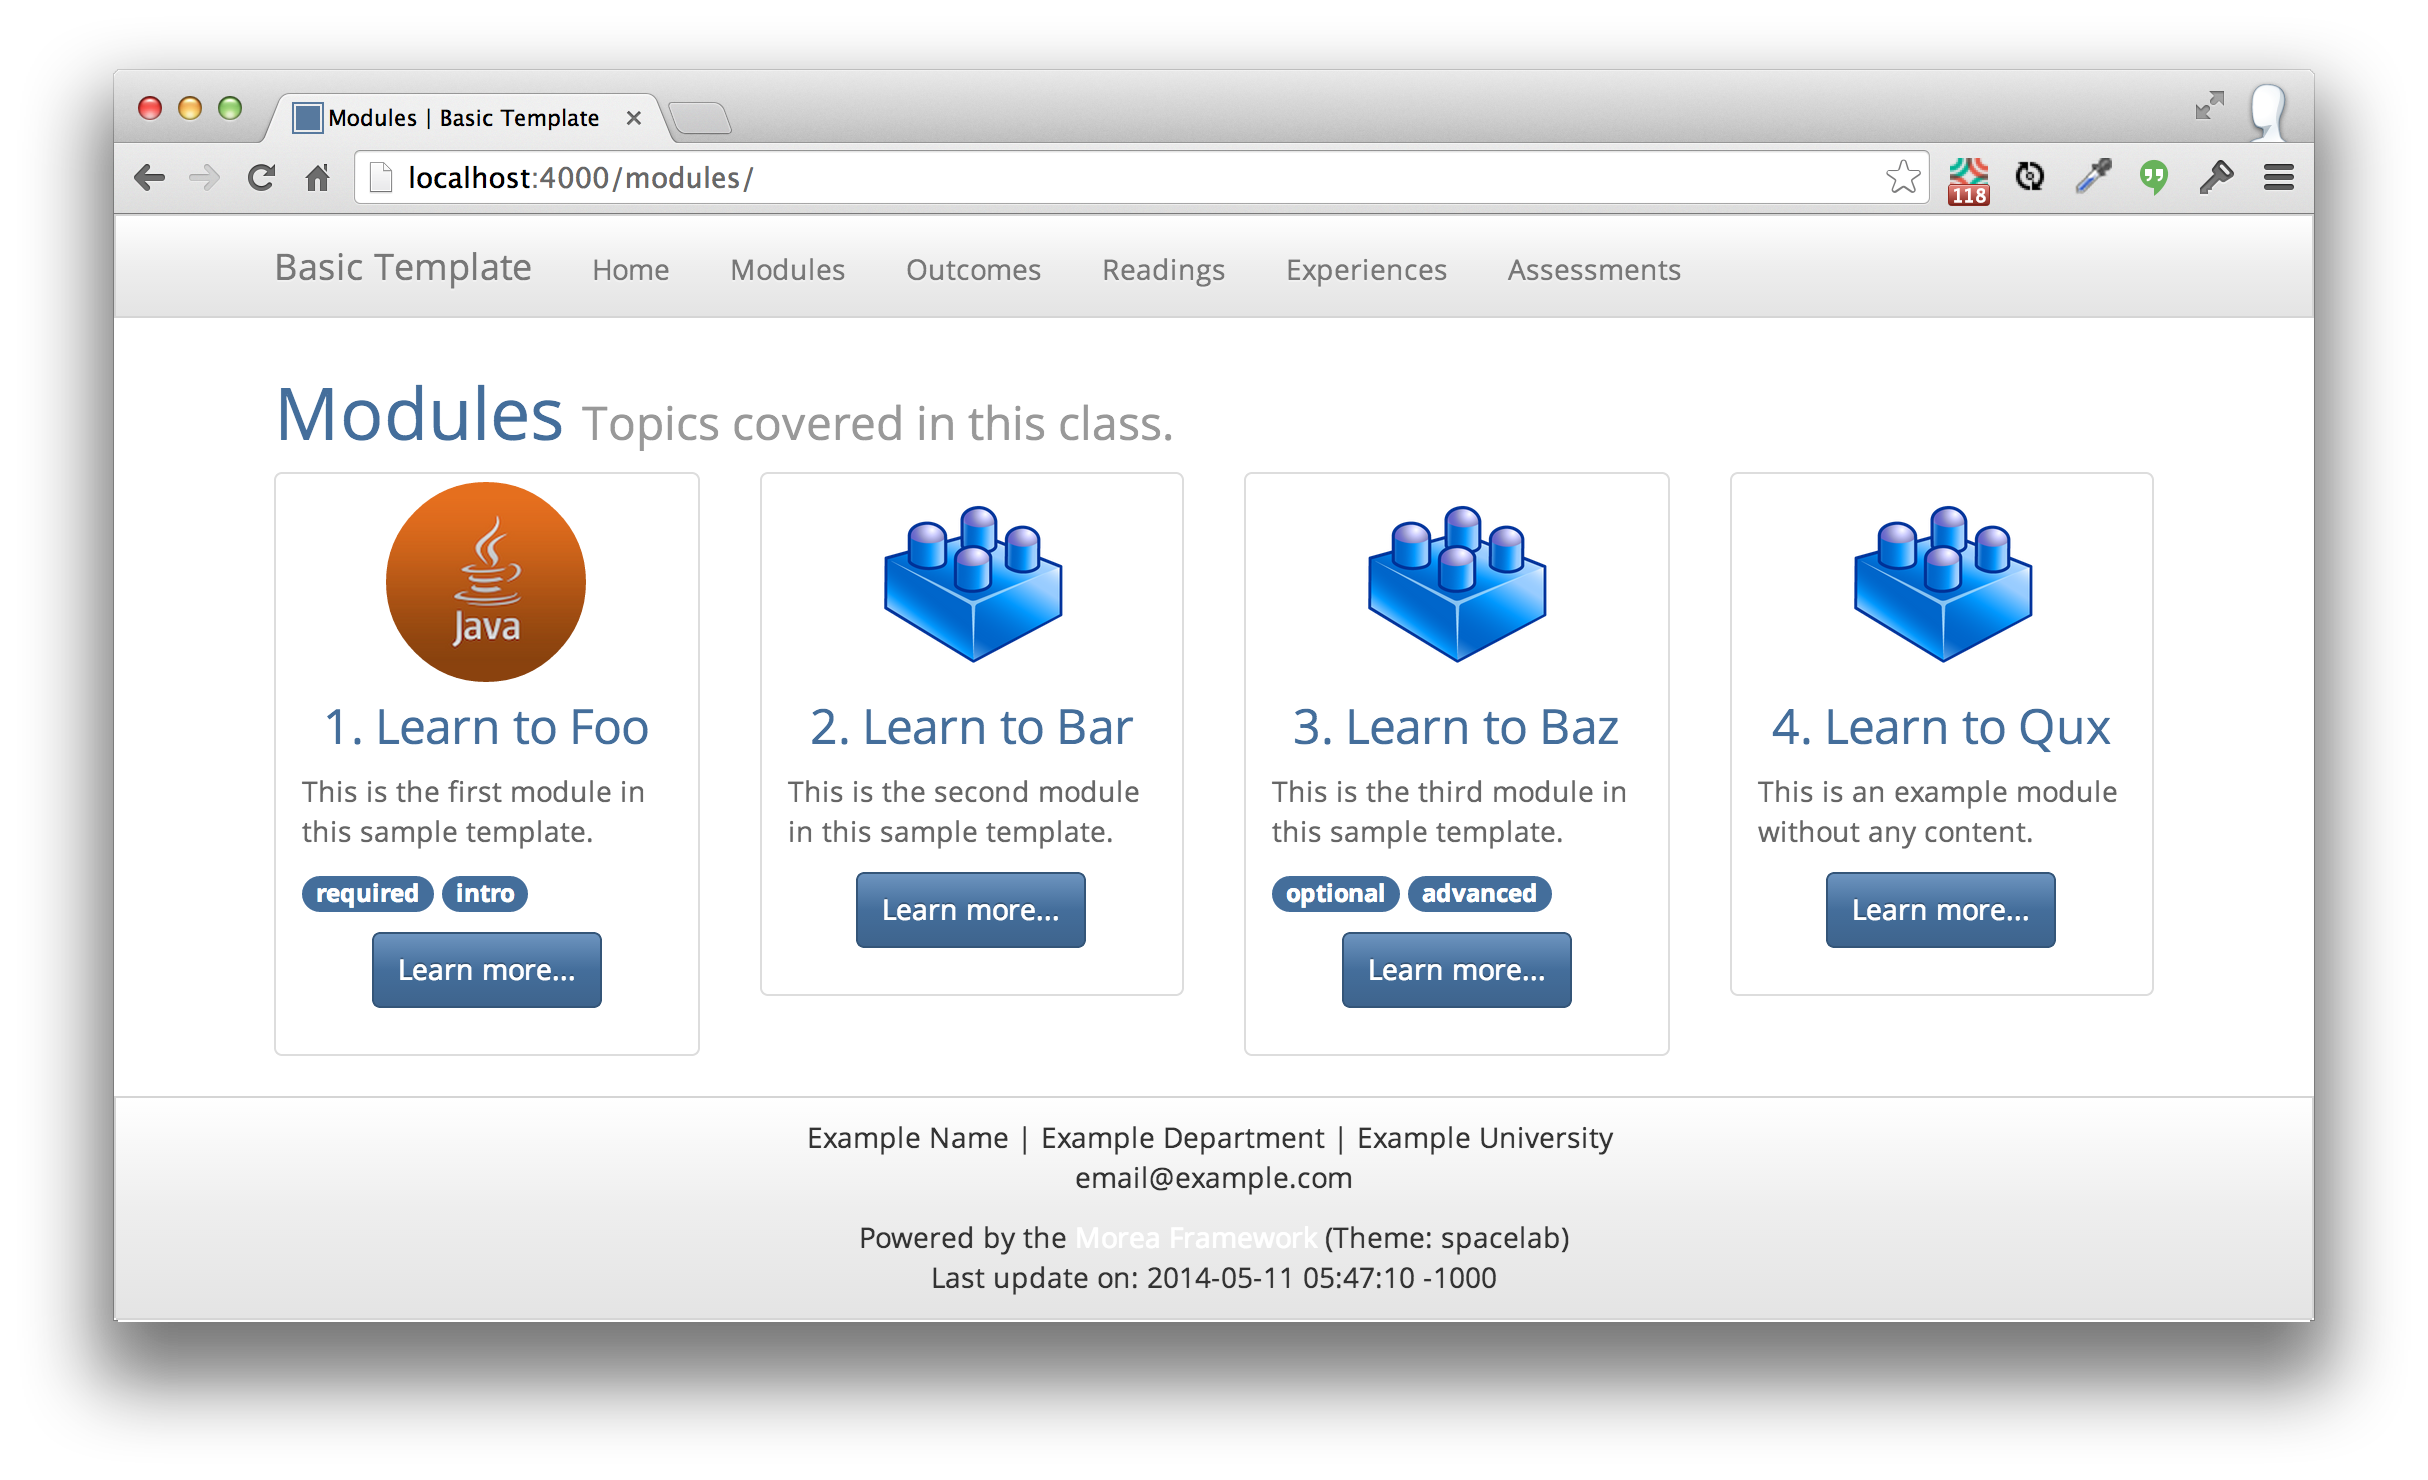 Modules | Basic Template
localhost:4000/modules/
118
Basic Template Home Modules Outcomes Readings Experiences Assessments
Modules Topics covered in this class.
Java
1. Learn to Foo
This is the first module in
this sample template.
required intro
Learn more...
2. Learn to Bar
This is the second module
in this sample template.
Learn more...
3. Learn to Baz
This is the third module in
this sample template.
optional advanced
Learn more...
4. Learn to Qux
This is an example module
without any content.
Learn more...
Example Name | Example Department | Example University
email@example.com
Powered by the Morea Framework (Theme: spacelab)
Last update on: 2014-05-11 05:47:10 -1000